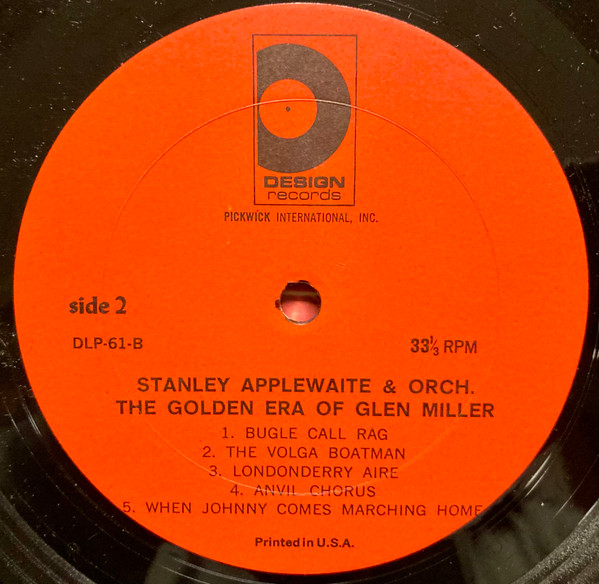 DESIGN
records
PICKWICK INTERNATIONAL, INC.
side 2
DLP-61-B
33⅓ RPM
STANLEY APPLEWAITE & ORCH.
THE GOLDEN ERA OF GLEN MILLER
1. BUGLE CALL RAG
2. THE VOLGA BOATMAN
3. LONDONDERRY AIRE
4. ANVIL CHORUS
5. WHEN JOHNNY COMES MARCHING HOME
Printed in U.S.A.